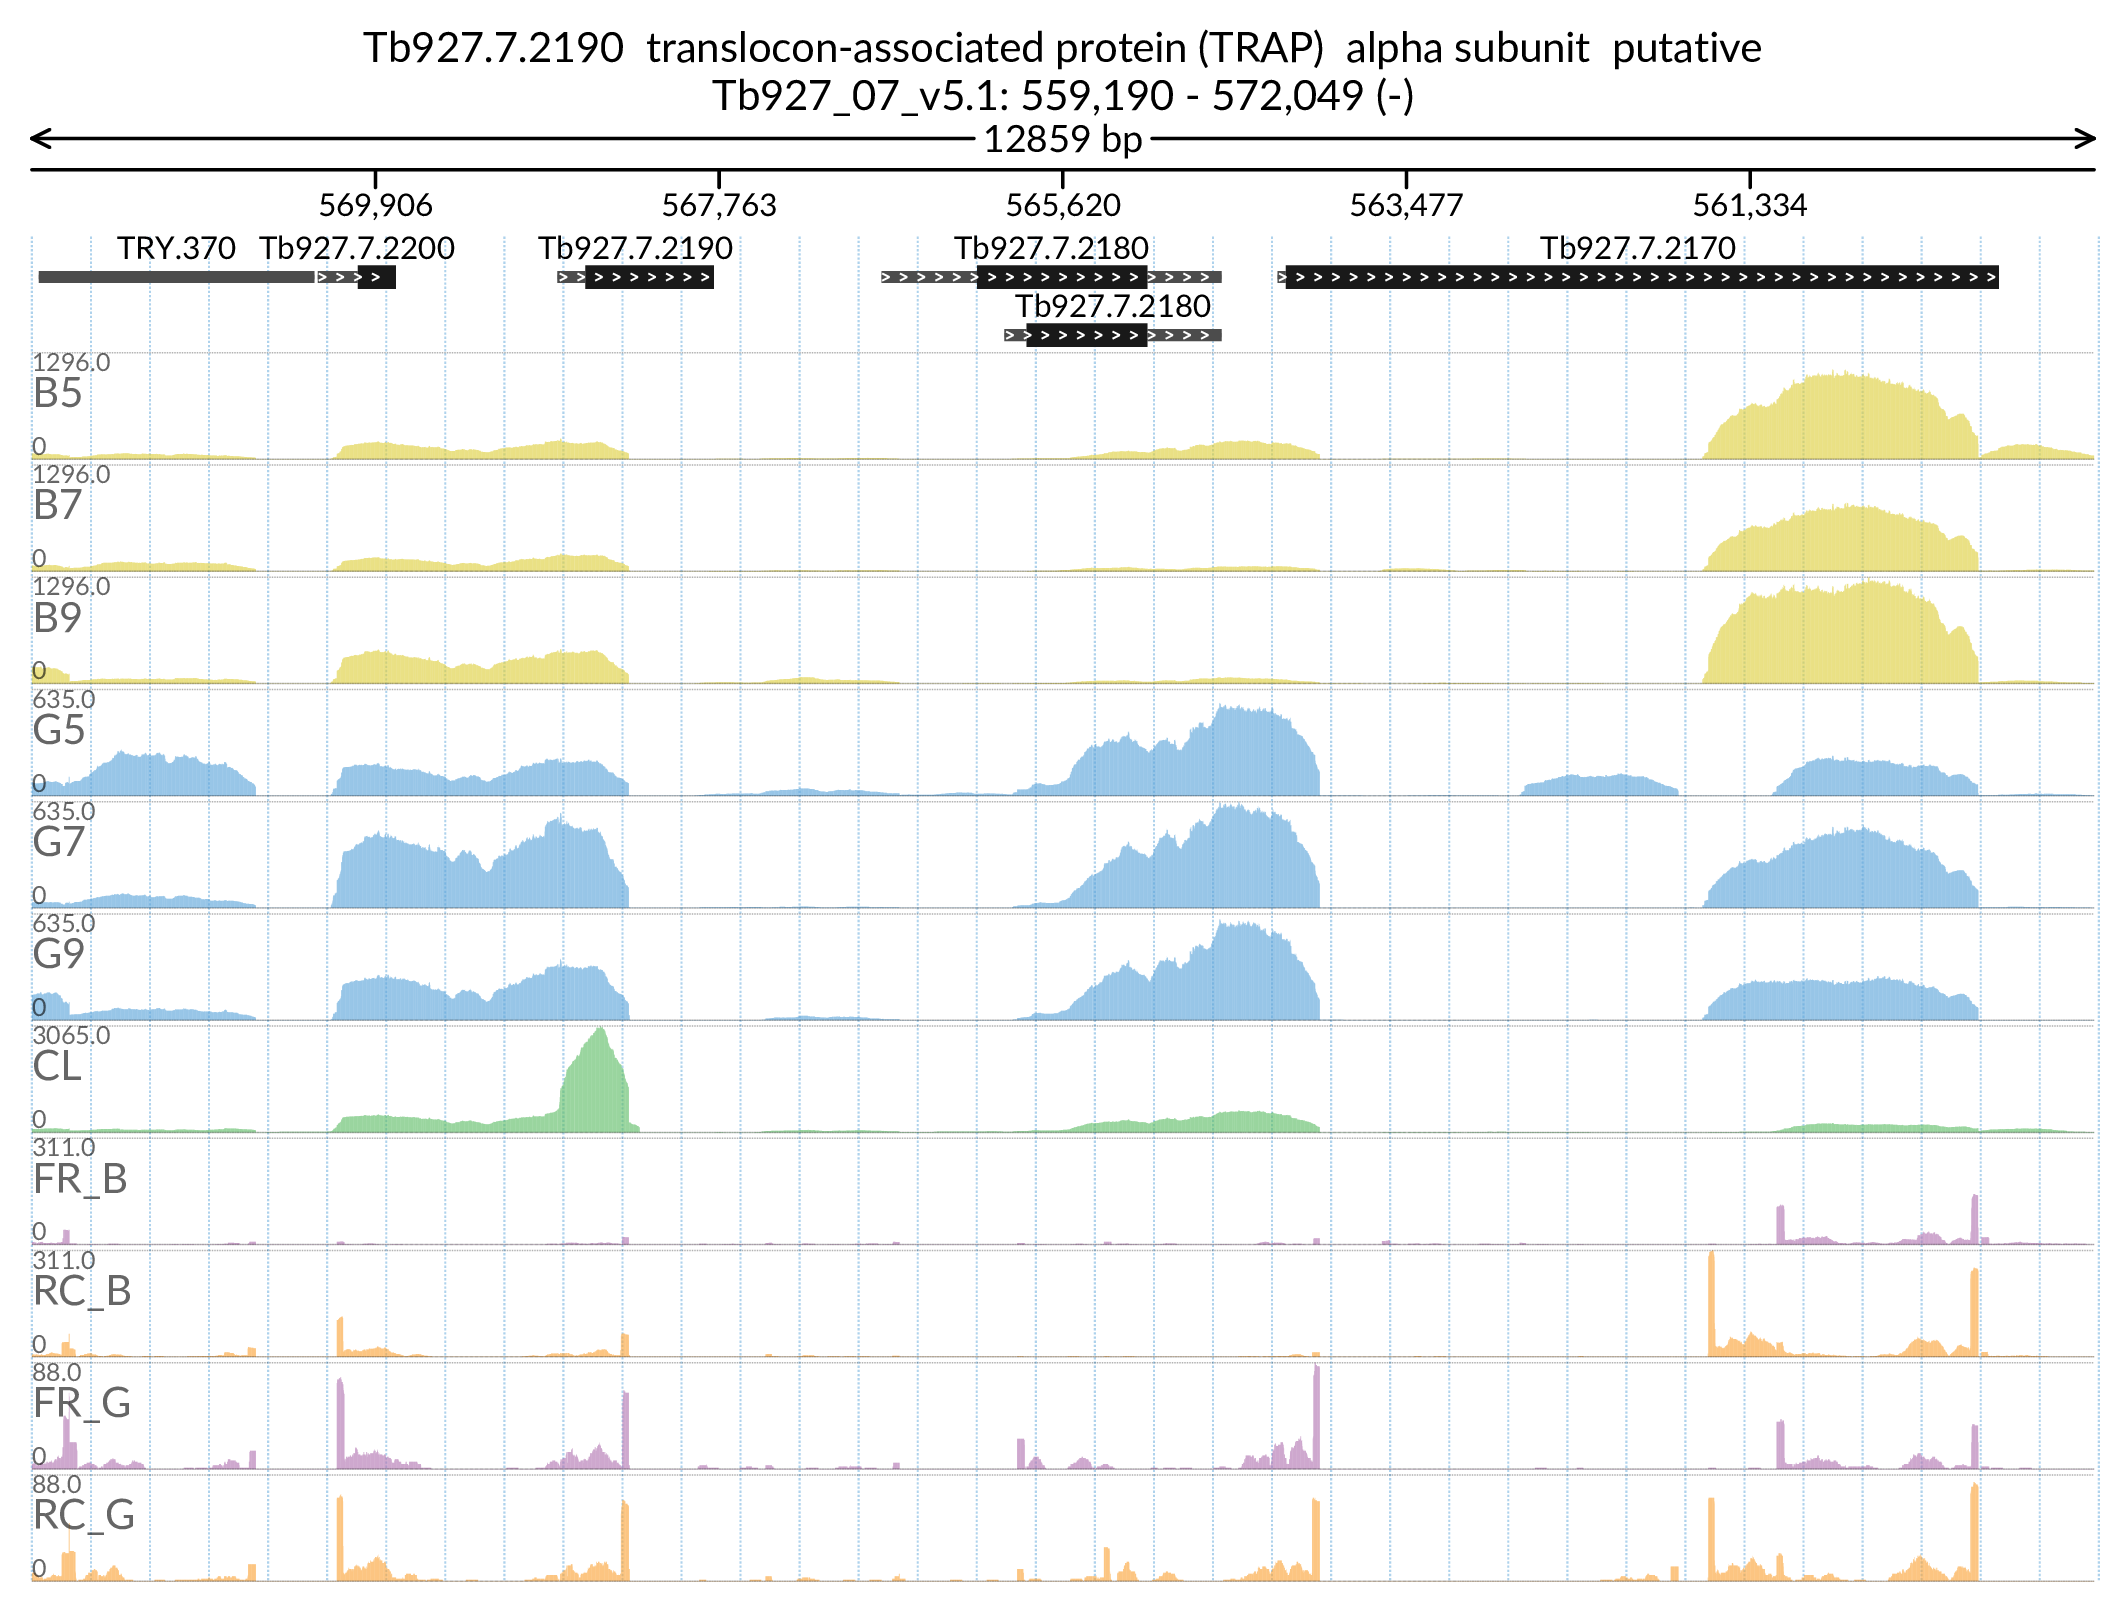 Tb927.7.2190 translocon-associated protein (TRAP) alpha subunit putative
Tb927_07_v5.1: 559,190 - 572,049 (-)
12859 bp
569,906 567,763 565,620 563,477 561,334
TRY.370 Tb927.7.2200 Tb927.7.2190 Tb927.7.2180 Tb927.7.2170
Tb927.7.2180
1296.0
B5
0
1296.0
B7
0
1296.0
B9
0
635.0
G5
0
635.0
G7
0
635.0
G9
0
3065.0
CL
0
311.0
FR_B
0
311.0
RC_B
0
88.0
FR_G
0
88.0
RC_G
0